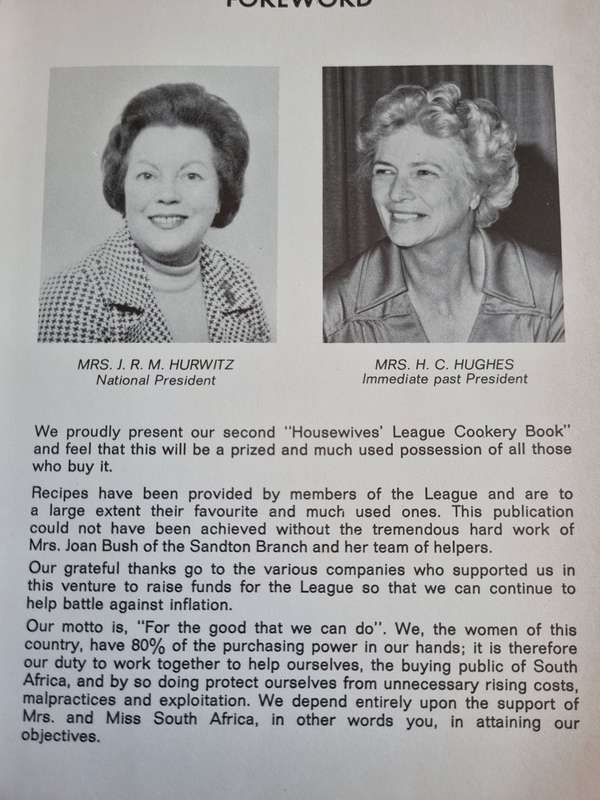 FOREWORD
MRS. J. R. M. HURWITZ
National President
MRS. H. C. HUGHES
Immediate past President
We proudly present our second "Housewives' League Cookery Book"
and feel that this will be a prized and much used possession of all those
who buy it.
Recipes have been provided by members of the League and are to
a large extent their favourite and much used ones. This publication
could not have been achieved without the tremendous hard work of
Mrs. Joan Bush of the Sandton Branch and her team of helpers.
Our grateful thanks go to the various companies who supported us in
this venture to raise funds for the League so that we can continue to
help battle against inflation.
Our motto is, "For the good that we can do". We, the women of this
country, have 80% of the purchasing power in our hands; it is therefore
our duty to work together to help ourselves, the buying public of South
Africa, and by so doing protect ourselves from unnecessary rising costs,
malpractices and exploitation. We depend entirely upon the support of
Mrs. and Miss South Africa, in other words you, in attaining our
objectives.